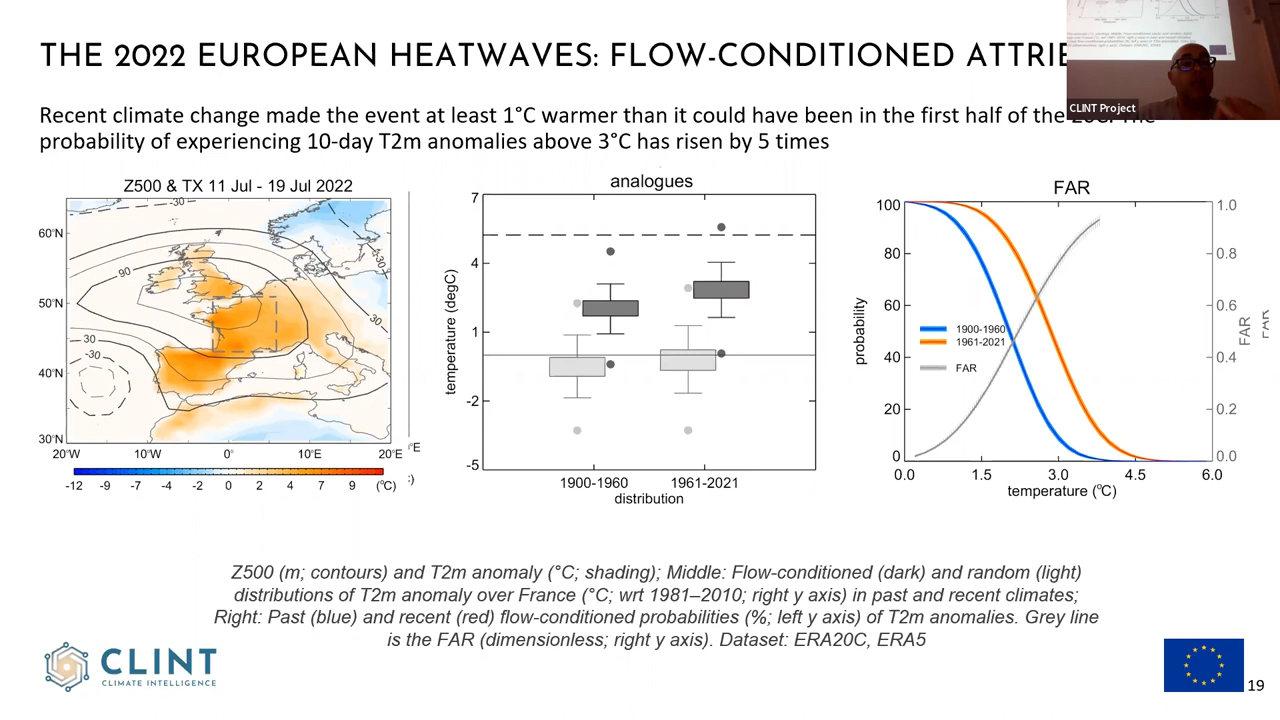 THE 2022 EUROPEAN HEATWAVES: FLOW-CONDITIONED ATTRIB
CLINT Project
Recent climate change made the event at least 1°C warmer than it could have been in the first half of the 20C. The
probability of experiencing 10-day T2m anomalies above 3°C has risen by 5 times
Z500 & TX 11 Jul - 19 Jul 2022
-30
60°N
90
-30
50°N
30
30
-30
40°N
30°N
20°W 10°W 0° 10°E 20°E
°E
-12 -9 -7 -4 -2 0 2 4 7 9 (°C)
:)
analogues
7
4
1
-2
-5
temperature (degC)
1900-1960 1961-2021
distribution
FAR
100
80
60
40
20
0
probability
1900-1960
1961-2021
FAR
1.0
0.8
0.6
0.4
0.2
0.0
FAR
FAR
0.0 1.5 3.0 4.5 6.0
temperature (°C)
Z500 (m; contours) and T2m anomaly (°C; shading); Middle: Flow-conditioned (dark) and random (light)
distributions of T2m anomaly over France (°C; wrt 1981–2010; right y axis) in past and recent climates;
Right: Past (blue) and recent (red) flow-conditioned probabilities (%; left y axis) of T2m anomalies. Grey line
is the FAR (dimensionless; right y axis). Dataset: ERA20C, ERA5
CLINT
CLIMATE INTELLIGENCE
19